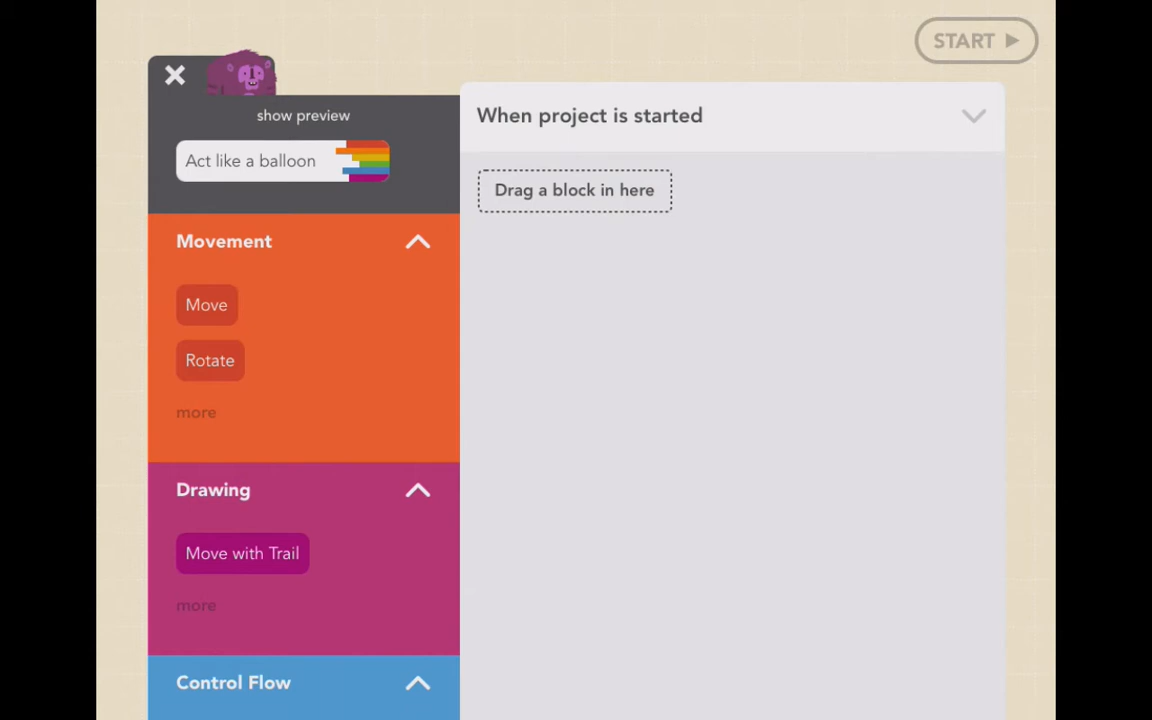 START
show preview
Act like a balloon
When project is started
Drag a block in here
Movement
Move
Rotate
more
Drawing
Move with Trail
more
Control Flow